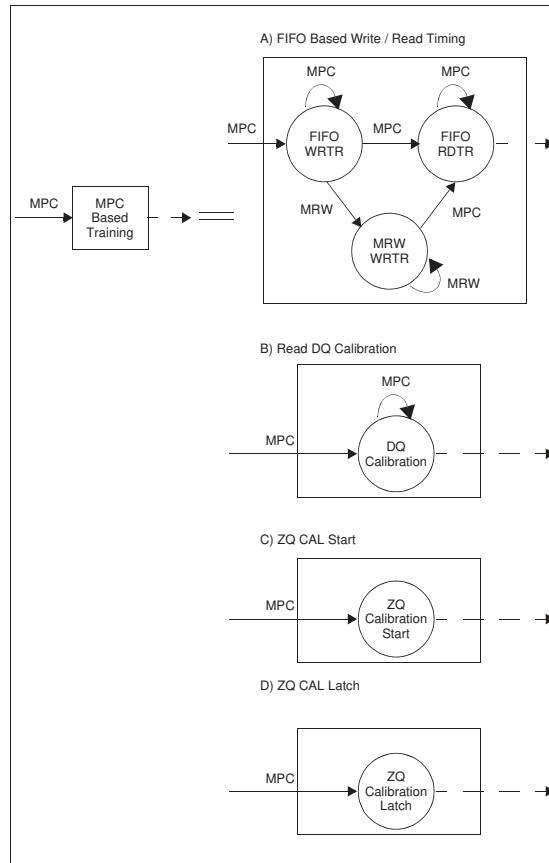 A) FIFO Based Write / Read Timing
MPC
MPC
MPC
FIFO
WRTR
MPC
FIFO
RDTR
MPC
MPC
Based
Training
MRW
MPC
MRW
WRTR
MRW
B) Read DQ Calibration
MPC
MPC
DQ
Calibration
C) ZQ CAL Start
MPC
ZQ
Calibration
Start
D) ZQ CAL Latch
MPC
ZQ
Calibration
Latch